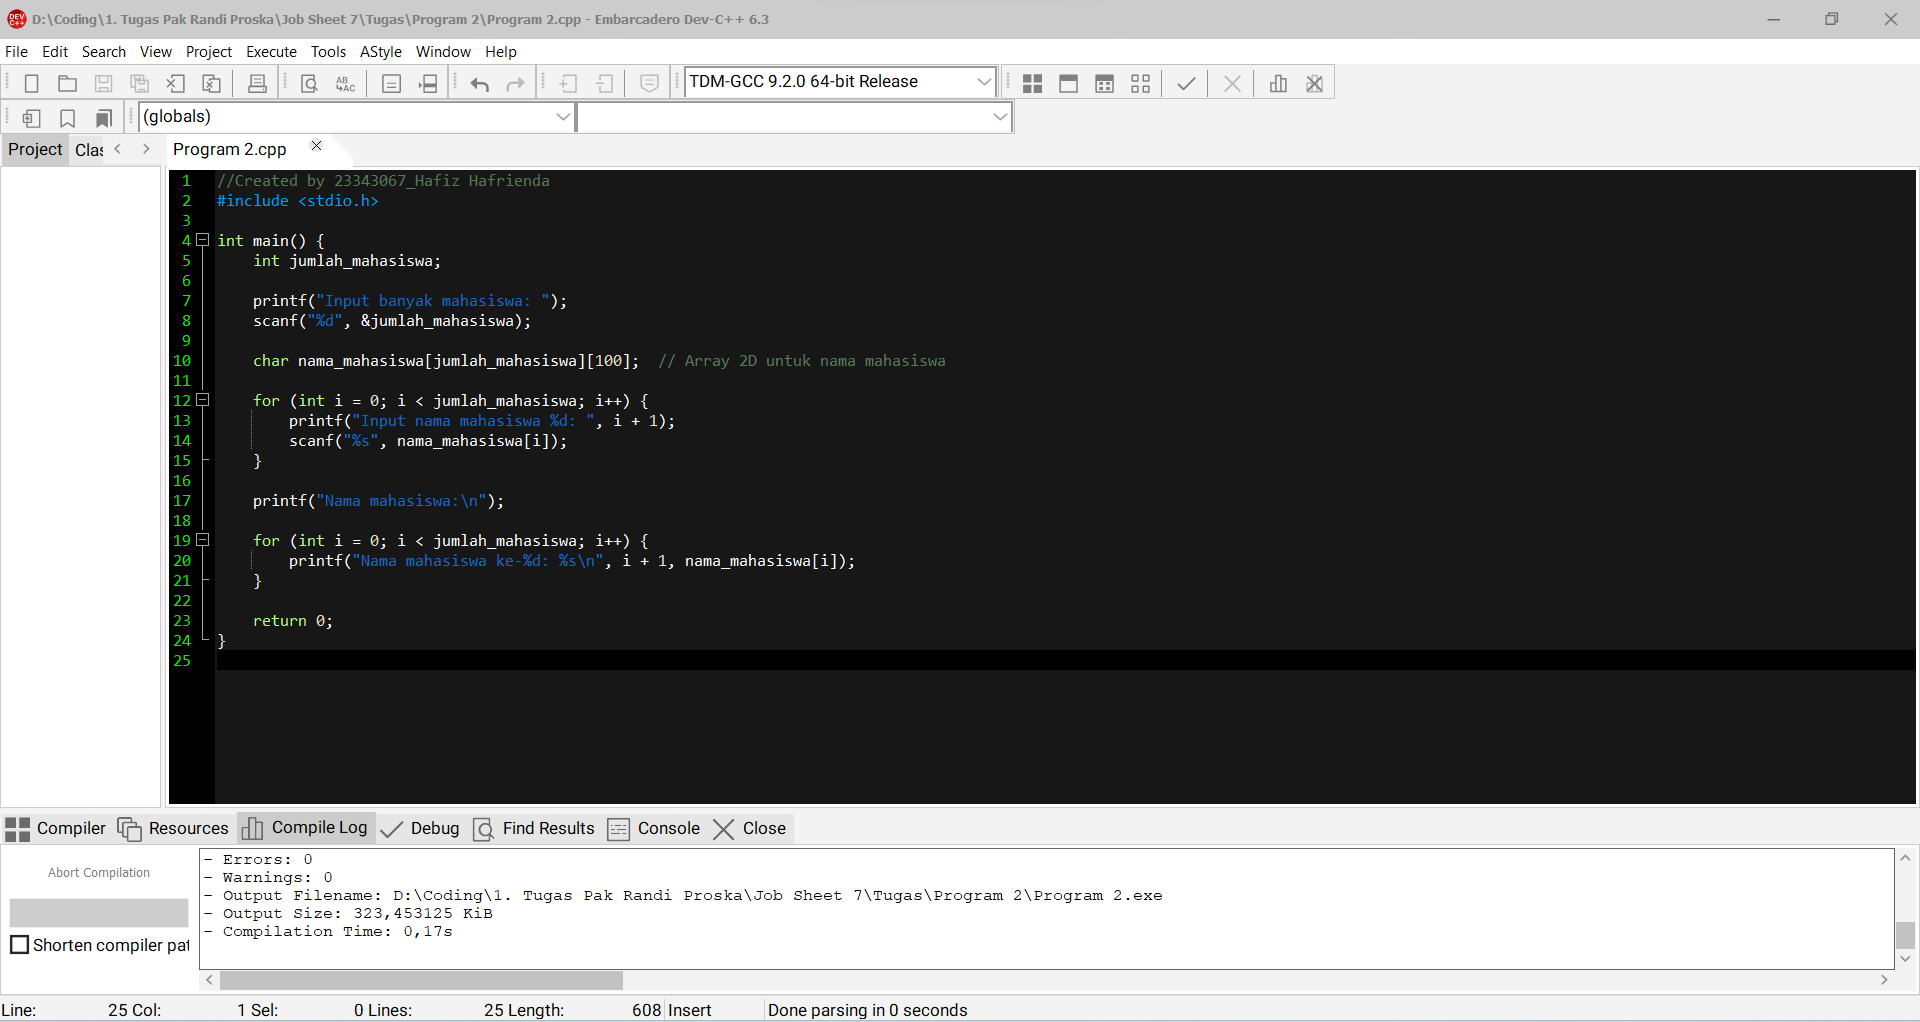 D:\Coding\1. Tugas Pak Randi Proska\Job Sheet 7\Tugas\Program 2\Program 2.cpp - Embarcadero Dev-C++ 6.3
File Edit Search View Project Execute Tools AStyle Window Help
TDM-GCC 9.2.0 64-bit Release
(globals)
Project Clas Program 2.cpp
1 //Created by 23343067_Hafiz Hafrienda
2 #include <stdio.h>
3
4 int main() {
5 int jumlah_mahasiswa;
6
7 printf("Input banyak mahasiswa: ");
8 scanf("%d", &jumlah_mahasiswa);
9
10 char nama_mahasiswa[jumlah_mahasiswa][100]; // Array 2D untuk nama mahasiswa
11
12 for (int i = 0; i < jumlah_mahasiswa; i++) {
13 printf("Input nama mahasiswa %d: ", i + 1);
14 scanf("%s", nama_mahasiswa[i]);
15 }
16
17 printf("Nama mahasiswa:\n");
18
19 for (int i = 0; i < jumlah_mahasiswa; i++) {
20 printf("Nama mahasiswa ke-%d: %s\n", i + 1, nama_mahasiswa[i]);
21 }
22
23 return 0;
24 }
25
Compiler Resources Compile Log Debug Find Results Console Close
Abort Compilation
Shorten compiler pat
- Errors: 0
- Warnings: 0
- Output Filename: D:\Coding\1. Tugas Pak Randi Proska\Job Sheet 7\Tugas\Program 2\Program 2.exe
- Output Size: 323,453125 KiB
- Compilation Time: 0,17s
Line: 25 Col: 1 Sel: 0 Lines: 25 Length: 608 Insert Done parsing in 0 seconds